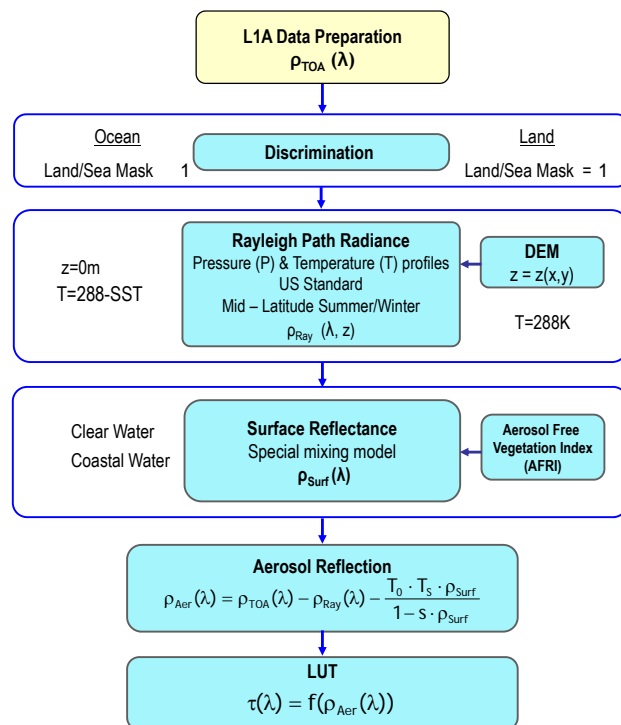 L1A Data Preparation
ρTOA (λ)
Ocean
Land
Land/Sea Mask 1
Discrimination
Land/Sea Mask = 1
Rayleigh Path Radiance
Pressure (P) & Temperature (T) profiles
US Standard
Mid – Latitude Summer/Winter
ρRay (λ, z)
z=0m
T=288-SST
DEM
z = z(x,y)
T=288K
Clear Water
Coastal Water
Surface Reflectance
Special mixing model
ρSurf(λ)
Aerosol Free
Vegetation Index
(AFRI)
Aerosol Reflection
ρAer(λ) = ρTOA(λ) − ρRay(λ) − T0 · TS · ρSurf / 1 − s · ρSurf
LUT
τ(λ) = f(ρAer(λ))